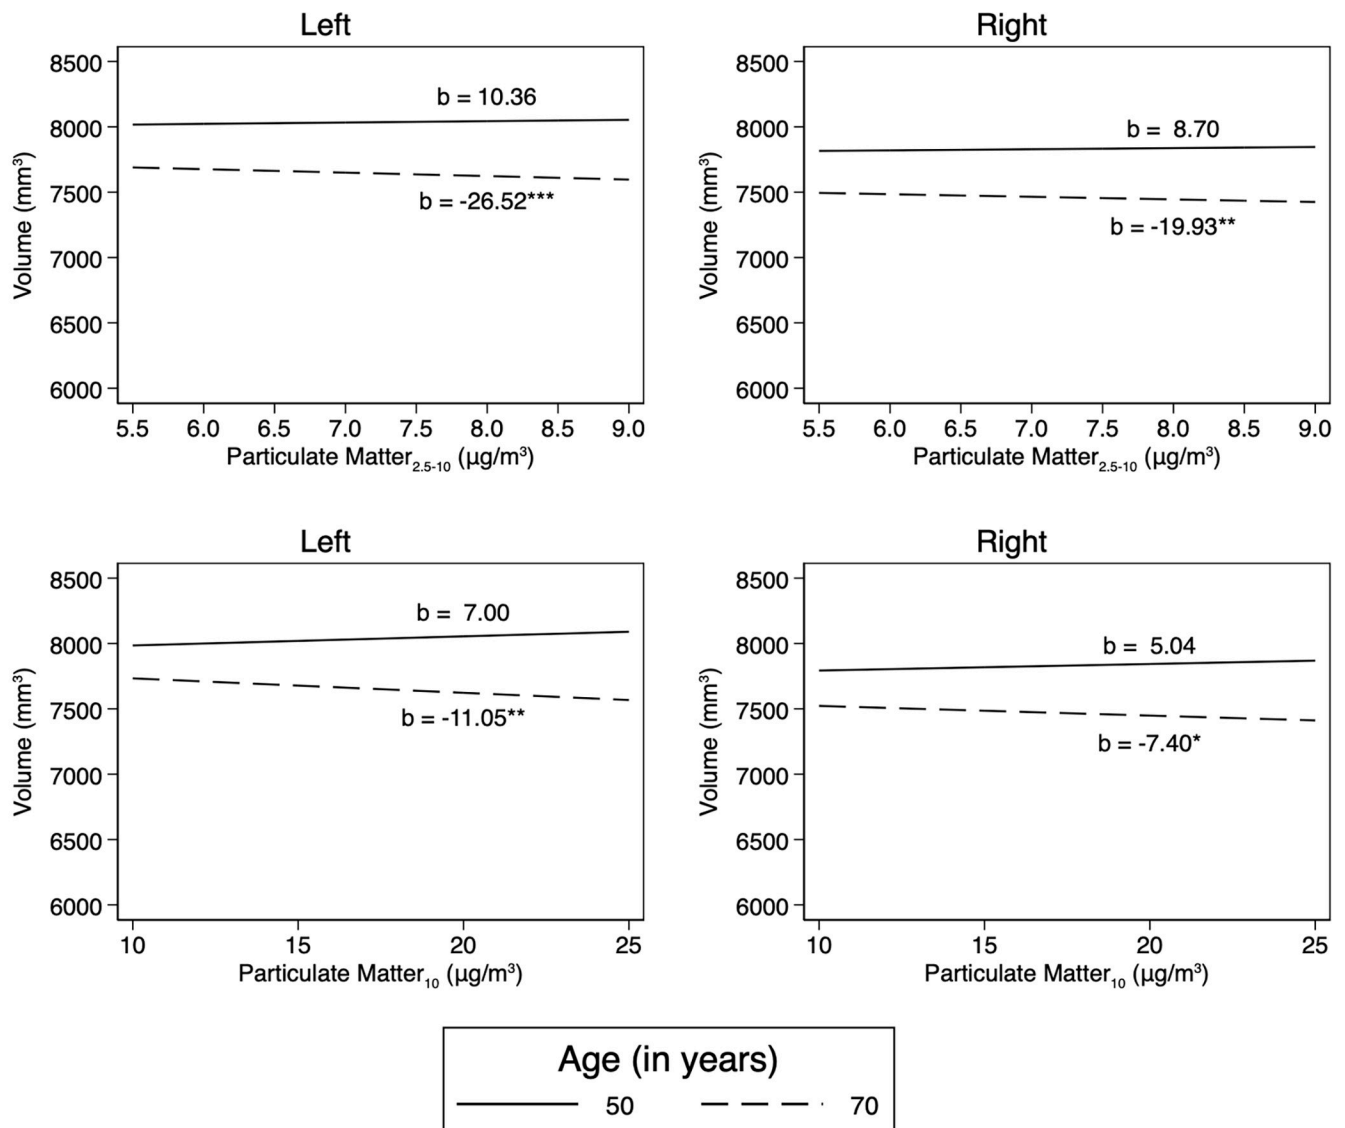 Left
8500
8000
7500
7000
6500
6000
Volume (mm³)
b = 10.36
b = -26.52***
5.5 6.0 6.5 7.0 7.5 8.0 8.5 9.0
Particulate Matter₂.₅₋₁₀ (µg/m³)
Right
8500
8000
7500
7000
6500
6000
Volume (mm³)
b = 8.70
b = -19.93**
5.5 6.0 6.5 7.0 7.5 8.0 8.5 9.0
Particulate Matter₂.₅₋₁₀ (µg/m³)
Left
8500
8000
7500
7000
6500
6000
Volume (mm³)
b = 7.00
b = -11.05**
10 15 20 25
Particulate Matter₁₀ (µg/m³)
Right
8500
8000
7500
7000
6500
6000
Volume (mm³)
b = 5.04
b = -7.40*
10 15 20 25
Particulate Matter₁₀ (µg/m³)
Age (in years)
50 70